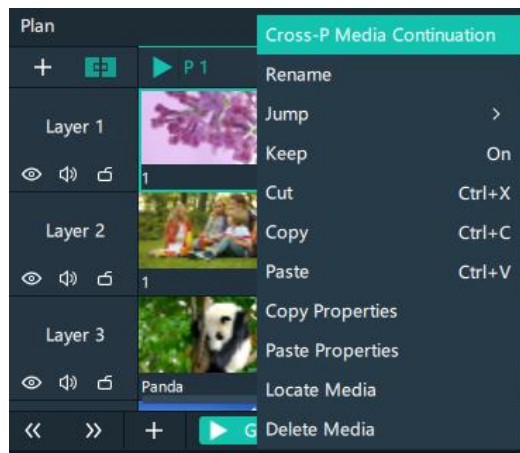 Plan
P 1
Layer 1
1
Layer 2
1
Layer 3
Panda
G
Cross-P Media Continuation
Rename
Jump >
Keep On
Cut Ctrl+X
Copy Ctrl+C
Paste Ctrl+V
Copy Properties
Paste Properties
Locate Media
Delete Media